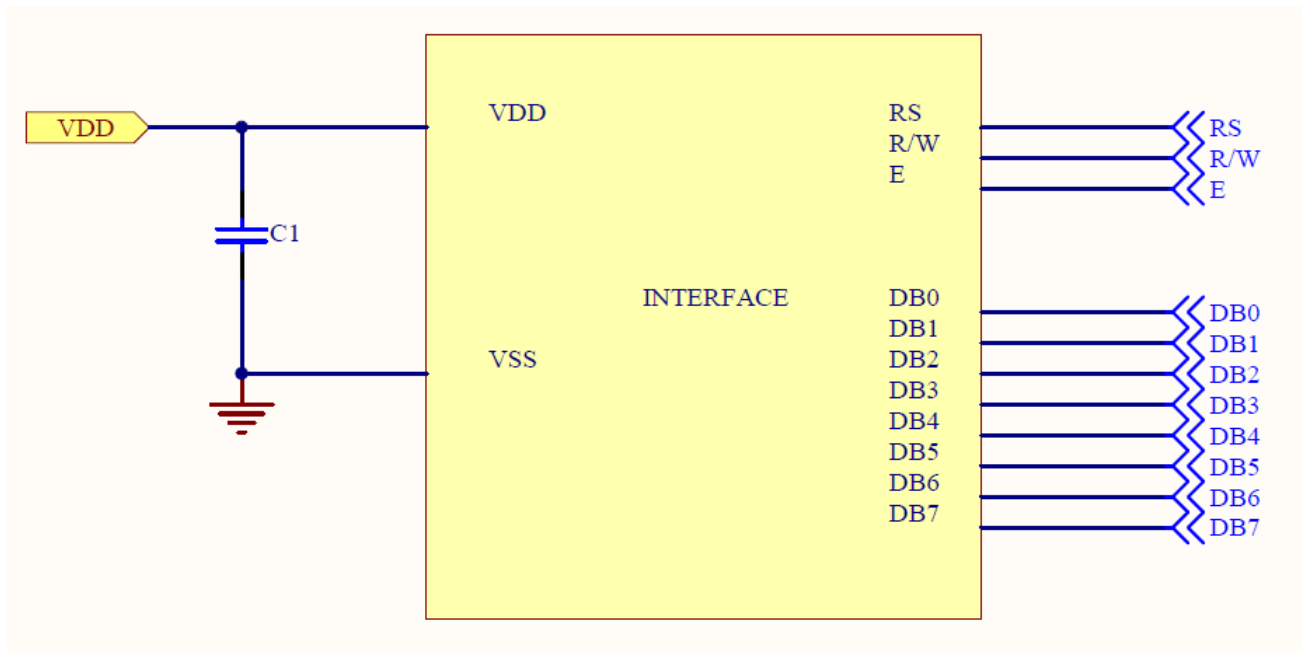 VDD
C1
VDD
VSS
INTERFACE
RS
R/W
E
DB0
DB1
DB2
DB3
DB4
DB5
DB6
DB7
RS
R/W
E
DB0
DB1
DB2
DB3
DB4
DB5
DB6
DB7